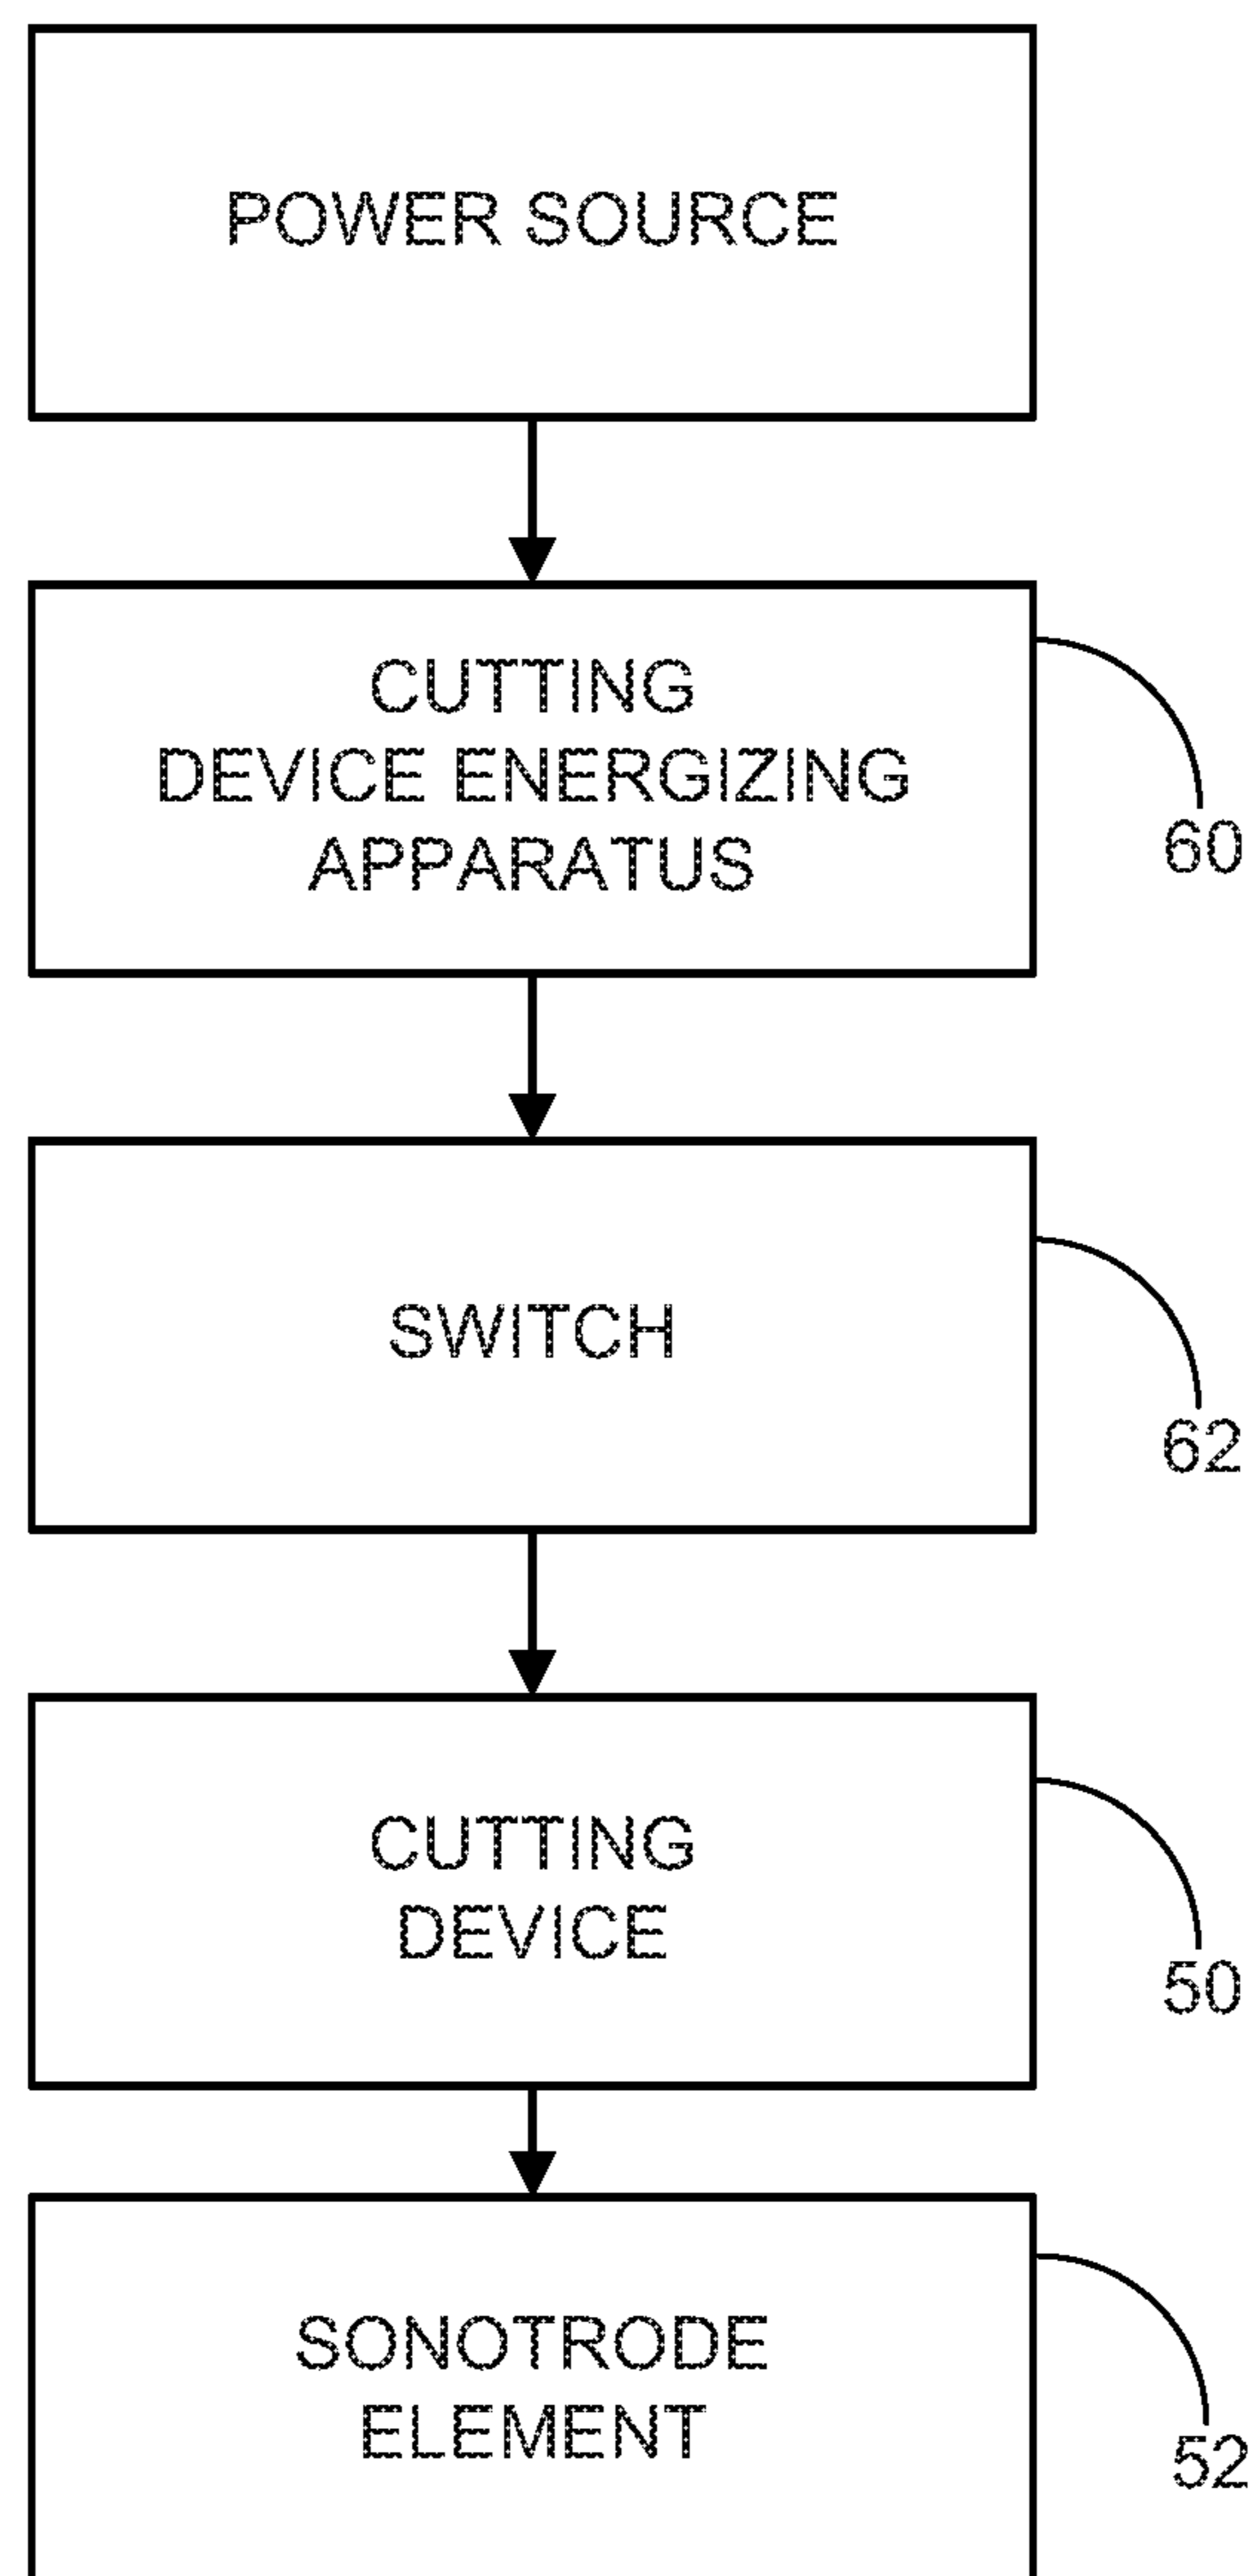 POWER SOURCE
CUTTING
DEVICE ENERGIZING
APPARATUS
60
SWITCH
62
CUTTING
DEVICE
50
SONOTRODE
ELEMENT
52